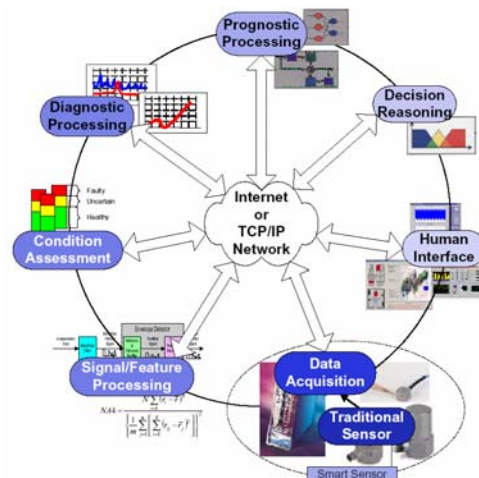 Prognostic
Processing
Decision
Reasoning
Diagnostic
Processing
Internet
or
TCP/IP
Network
Faulty
Uncertain
Healthy
Condition
Assessment
Human
Interface
Envelope Detector
Signal/Feature
Processing
Data
Acquisition
Traditional
Sensor
Smart Sensor